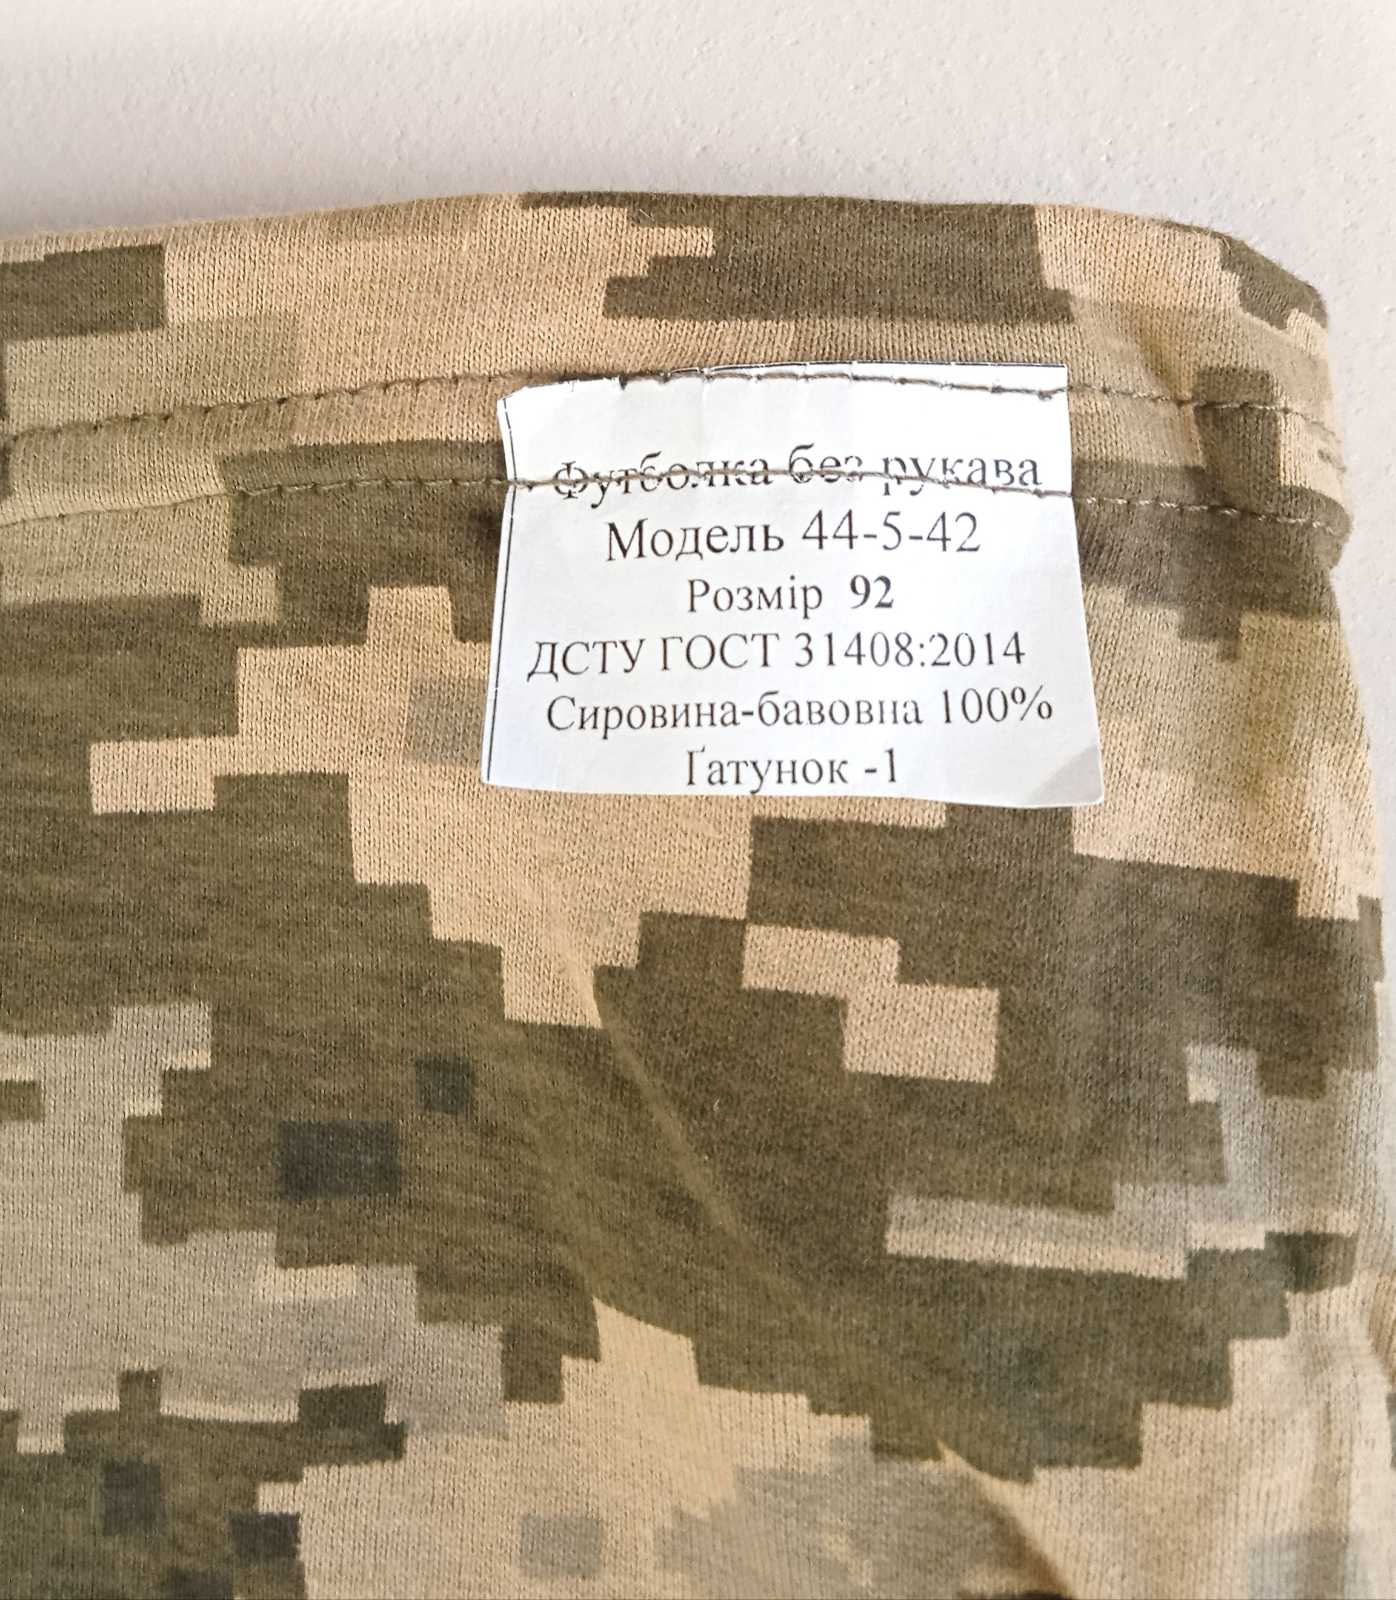 Футболка без рукава
Модель 44-5-42
Розмір 92
ДСТУ ГОСТ 31408:2014
Сировина-бавовна 100%
Ґатунок -1